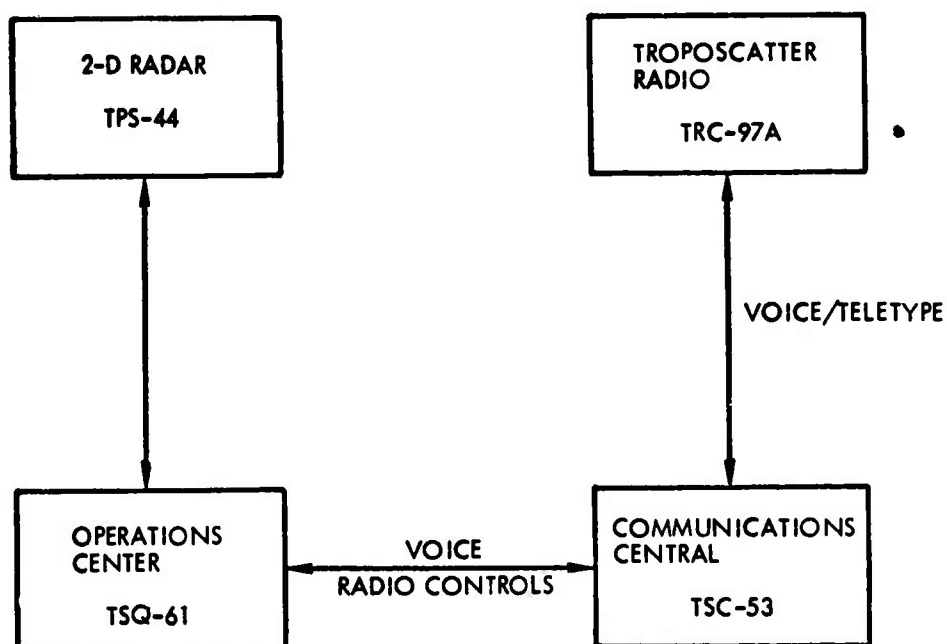 2-D RADAR
TPS-44
TROPOSCATTER
RADIO
TRC-97A
VOICE/TELETYPE
OPERATIONS
CENTER
TSQ-61
VOICE
RADIO CONTROLS
COMMUNICATIONS
CENTRAL
TSC-53